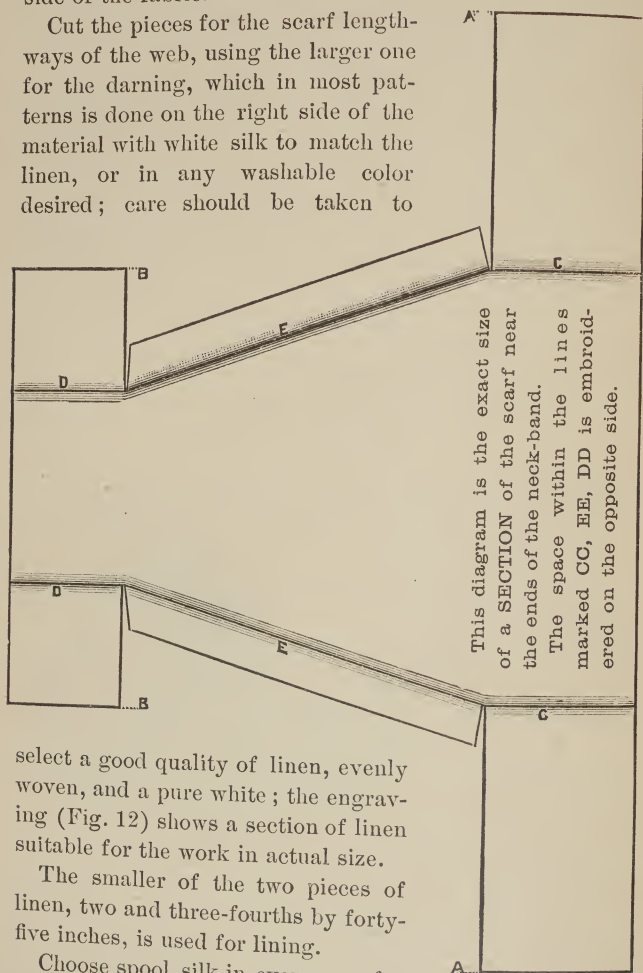 Cut the pieces for the scarf length-
ways of the web, using the larger one
for the darning, which in most pat-
terns is done on the right side of the
material with white silk to match the
linen, or in any washable color
desired; care should be taken to
A
B
C
E
D
This diagram is the exact size
of a SECTION of the scarf near
the ends of the neck-band.
The space within the lines
marked CC, EE, DD is embroid-
ered on the opposite side.
D
E
B
C
select a good quality of linen, evenly
woven, and a pure white; the engrav-
ing (Fig. 12) shows a section of linen
suitable for the work in actual size.
The smaller of the two pieces of
linen, two and three-fourths by forty-
five inches, is used for lining.
Choose spool silk in
A